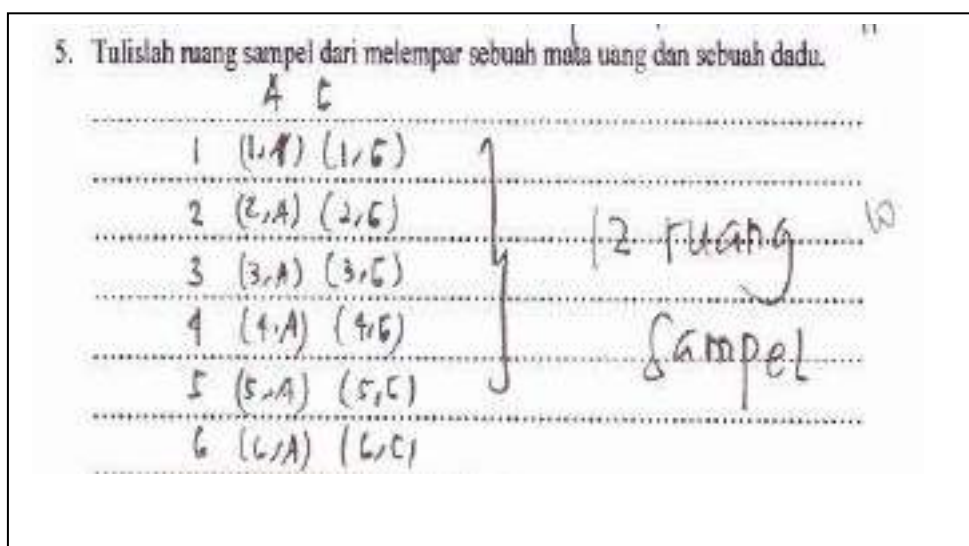 5. Tulislah ruang sampel dari melempar sebuah mata uang dan sebuah dadu.
A G
1 (1,A) (1,G)
2 (2,A) (2,G)
3 (3,A) (3,G)
4 (4,A) (4,G)
5 (5,A) (5,G)
6 (6,A) (6,G)
12 ruang
sampel
10